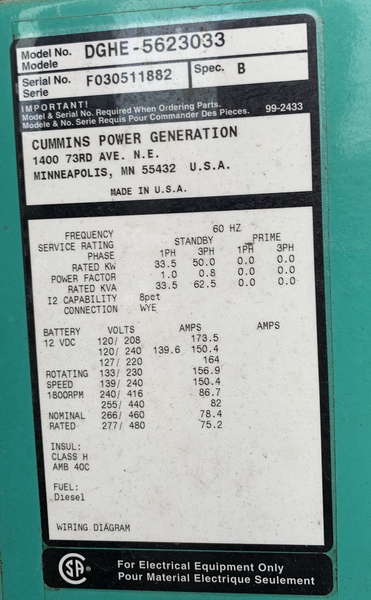 Model No. DGHE-5623033
Modele
Serial No. F030511882 Spec. B
Serie
IMPORTANT!
Model & Serial No. Required When Ordering Parts.
Modele & No. Serie Requis Pour Commander Des Pieces. 99-2433
CUMMINS POWER GENERATION
1400 73RD AVE. N.E.
MINNEAPOLIS, MN 55432 U.S.A.
MADE IN U.S.A.
FREQUENCY 60 HZ
SERVICE RATING STANDBY PRIME
PHASE 1PH 3PH 1PH 3PH
RATED KW 33.5 50.0 0.0 0.0
POWER FACTOR 1.0 0.8 0.0 0.0
RATED KVA 33.5 62.5 0.0 0.0
I2 CAPABILITY 8pct
CONNECTION WYE
BATTERY VOLTS AMPS AMPS
12 VDC 120/ 208 173.5
120/ 240 139.6 150.4
127/ 220 164
ROTATING 133/ 230 156.9
SPEED 139/ 240 150.4
1800RPM 240/ 416 86.7
255/ 440 82
NOMINAL 266/ 460 78.4
RATED 277/ 480 75.2
INSUL:
CLASS H
AMB 40C
FUEL:
Diesel
WIRING DIAGRAM
SA
For Electrical Equipment Only
Pour Material Electrique Seulement